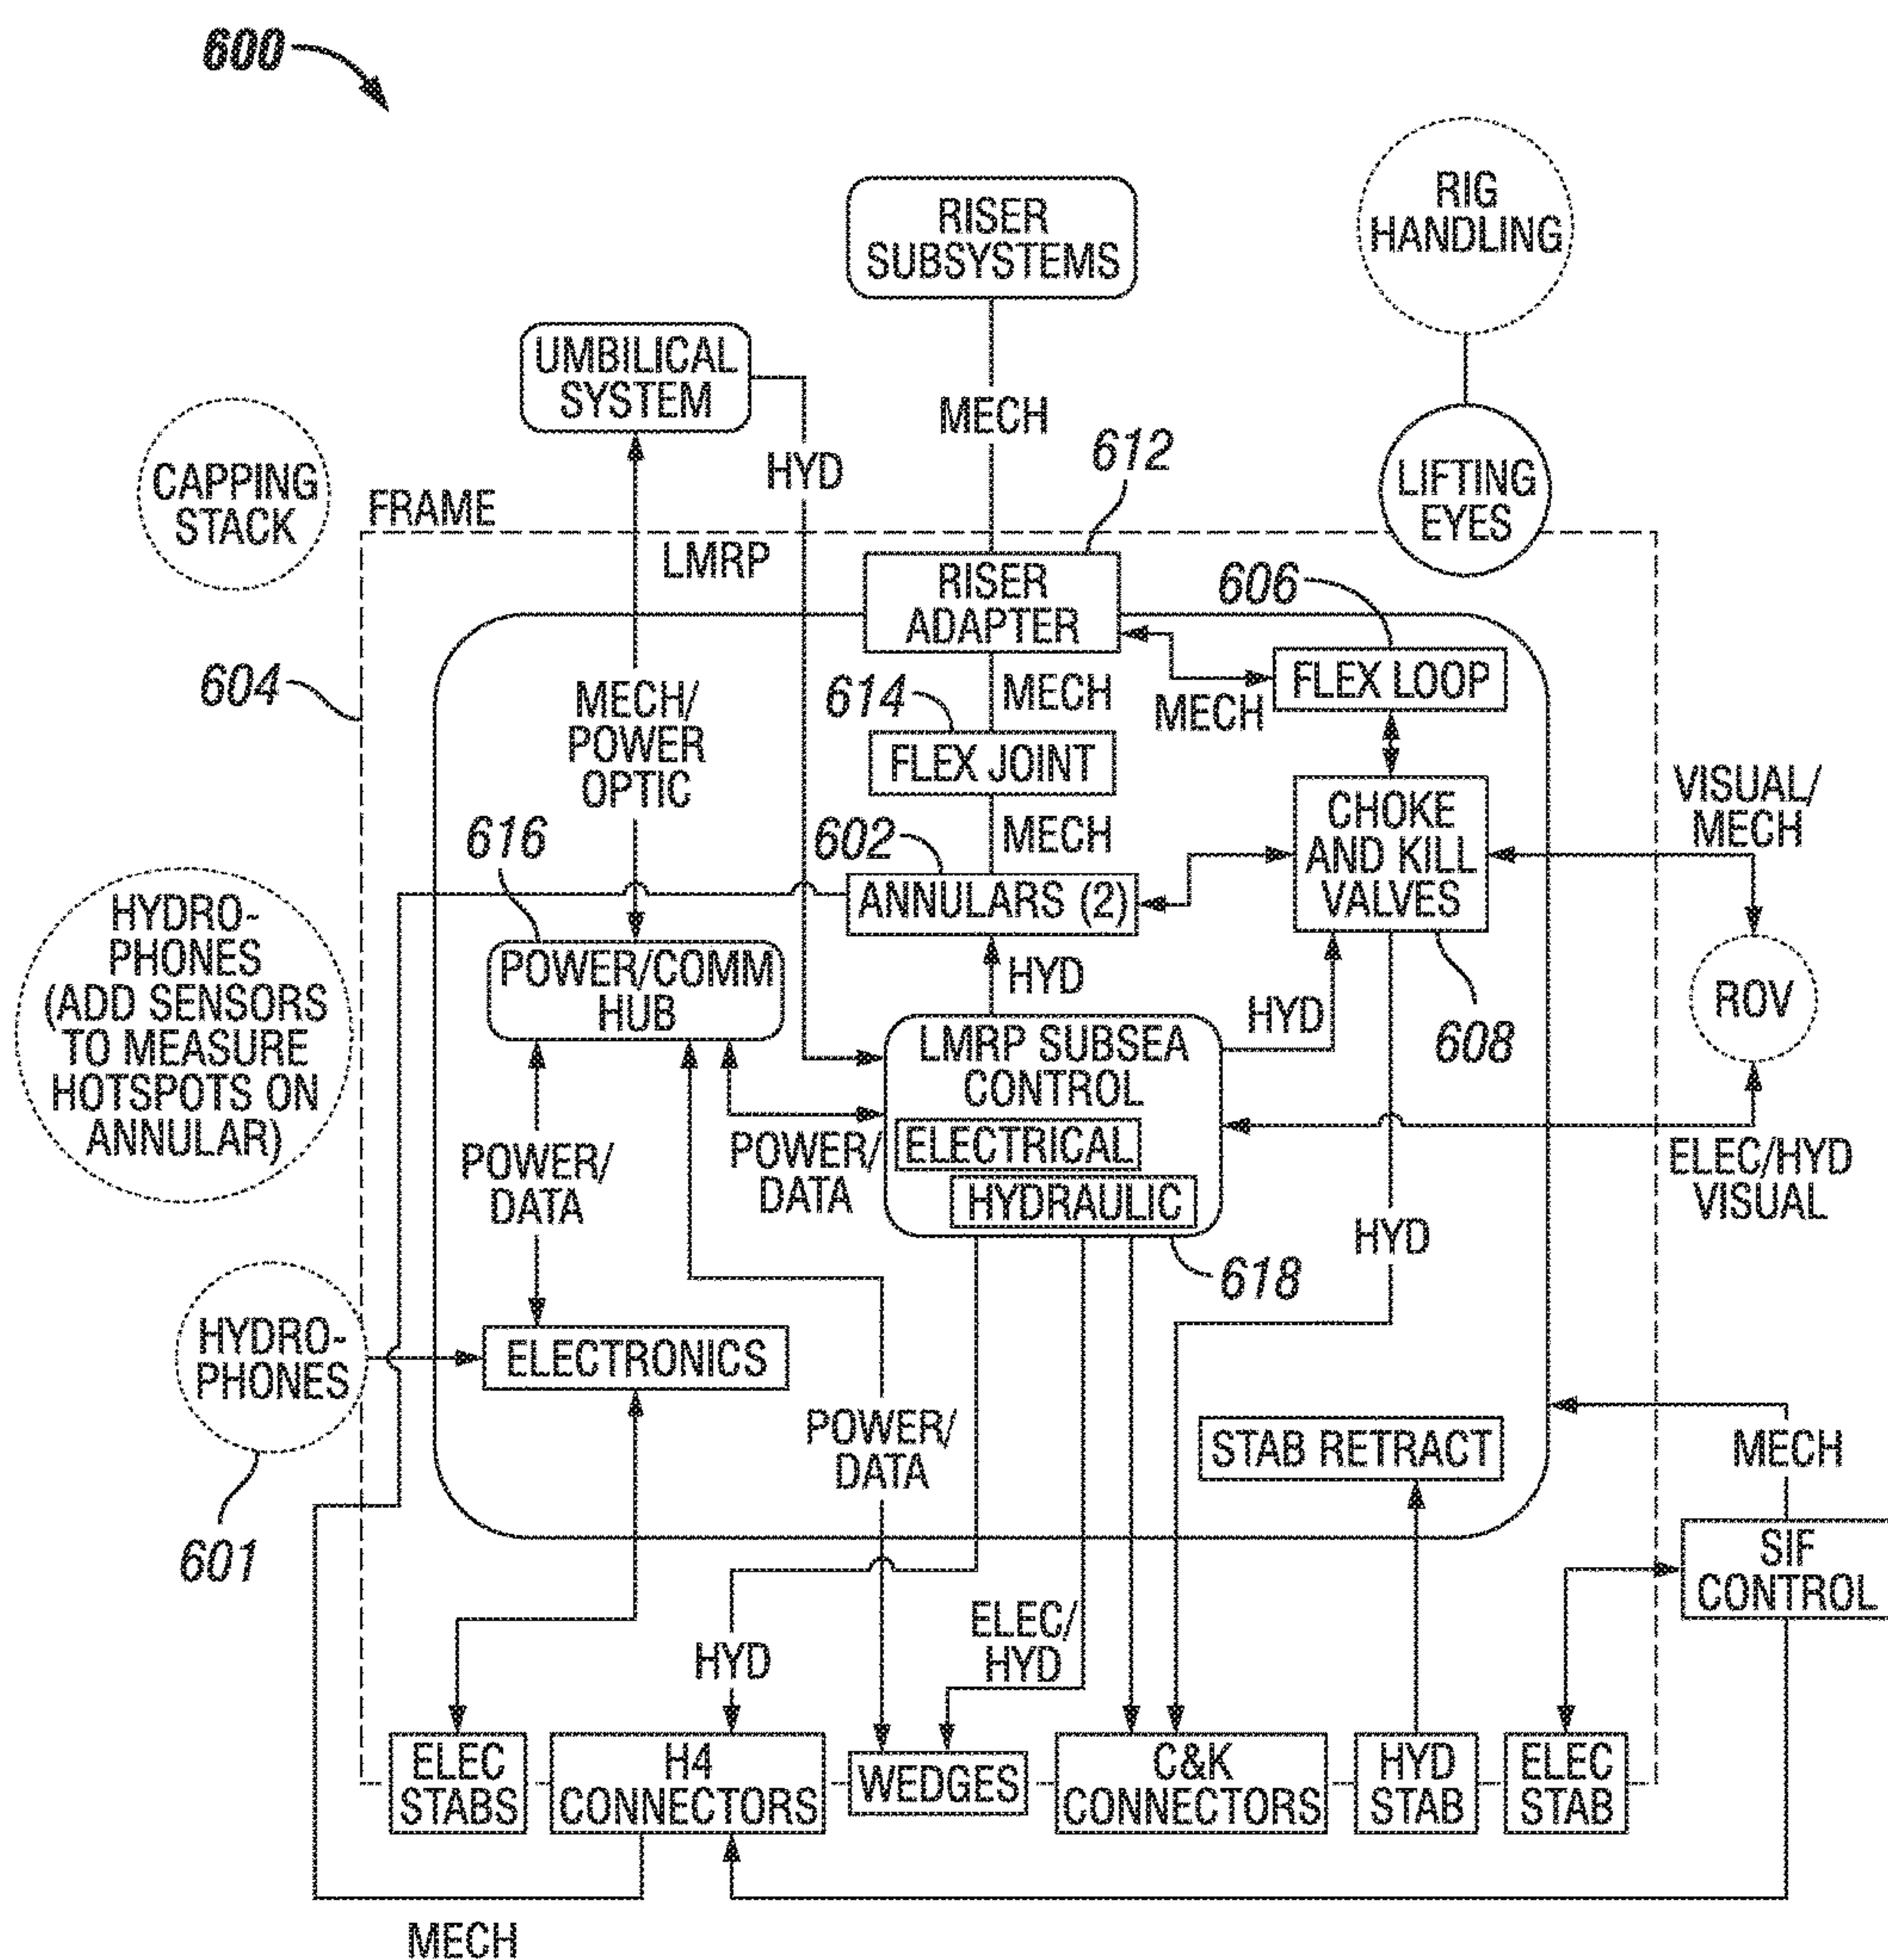 600
RISER
SUBSYSTEMS
RIG
HANDLING
UMBILICAL
SYSTEM
MECH
HYD
612
CAPPING
STACK
LIFTING
EYES
FRAME
LMRP
RISER
ADAPTER
606
604
MECH/
POWER
OPTIC
614
MECH
MECH
FLEX LOOP
FLEX JOINT
616
602
MECH
CHOKE
AND KILL
VALVES
VISUAL/
MECH
ANNULARS (2)
HYDRO-
PHONES
(ADD SENSORS
TO MEASURE
HOTSPOTS ON
ANNULAR)
POWER/COMM
HUB
HYD
HYD
608
ROV
LMRP SUBSEA
CONTROL
ELECTRICAL
HYDRAULIC
POWER/
DATA
POWER/
DATA
ELEC/HYD
VISUAL
HYD
618
HYDRO-
PHONES
ELECTRONICS
601
POWER/
DATA
STAB RETRACT
MECH
SIF
CONTROL
HYD
ELEC/
HYD
ELEC
STABS
H4
CONNECTORS
WEDGES
C&K
CONNECTORS
HYD
STAB
ELEC
STAB
MECH